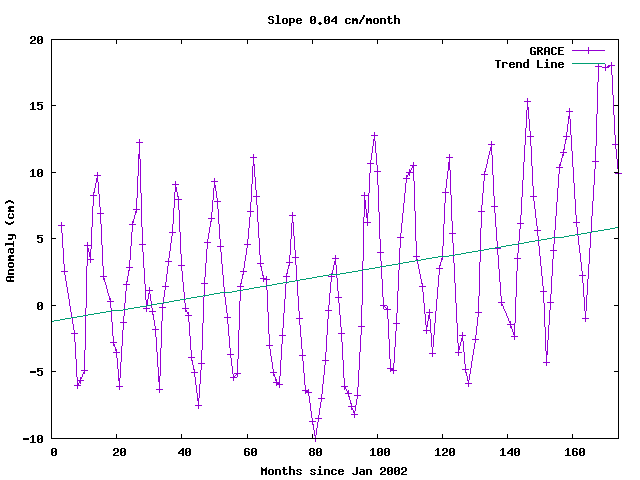 Slope 0.04 cm/month
20
15
10
5
0
-5
-10
Anomaly (cm)
GRACE
Trend Line
0 20 40 60 80 100 120 140 160
Months since Jan 2002